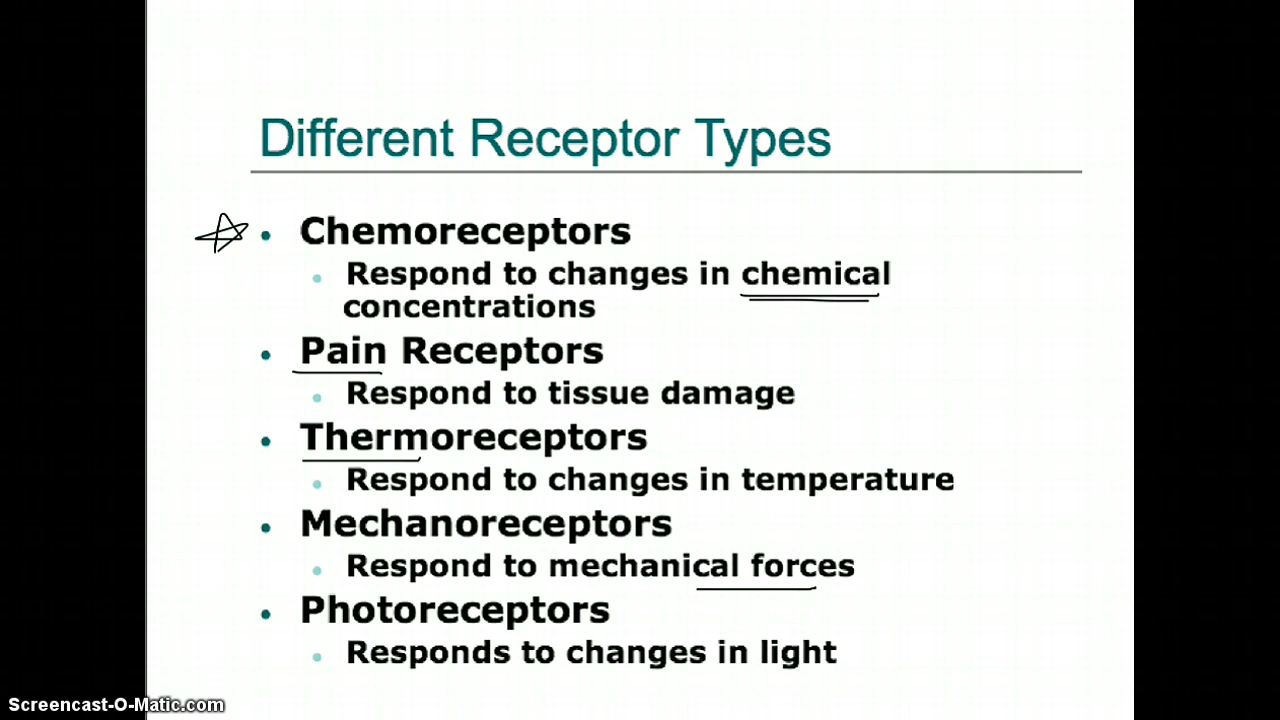 Different Receptor Types
• Chemoreceptors
• Respond to changes in chemical
concentrations
• Pain Receptors
• Respond to tissue damage
• Thermoreceptors
• Respond to changes in temperature
• Mechanoreceptors
• Respond to mechanical forces
• Photoreceptors
• Responds to changes in light
Screencast-O-Matic.com